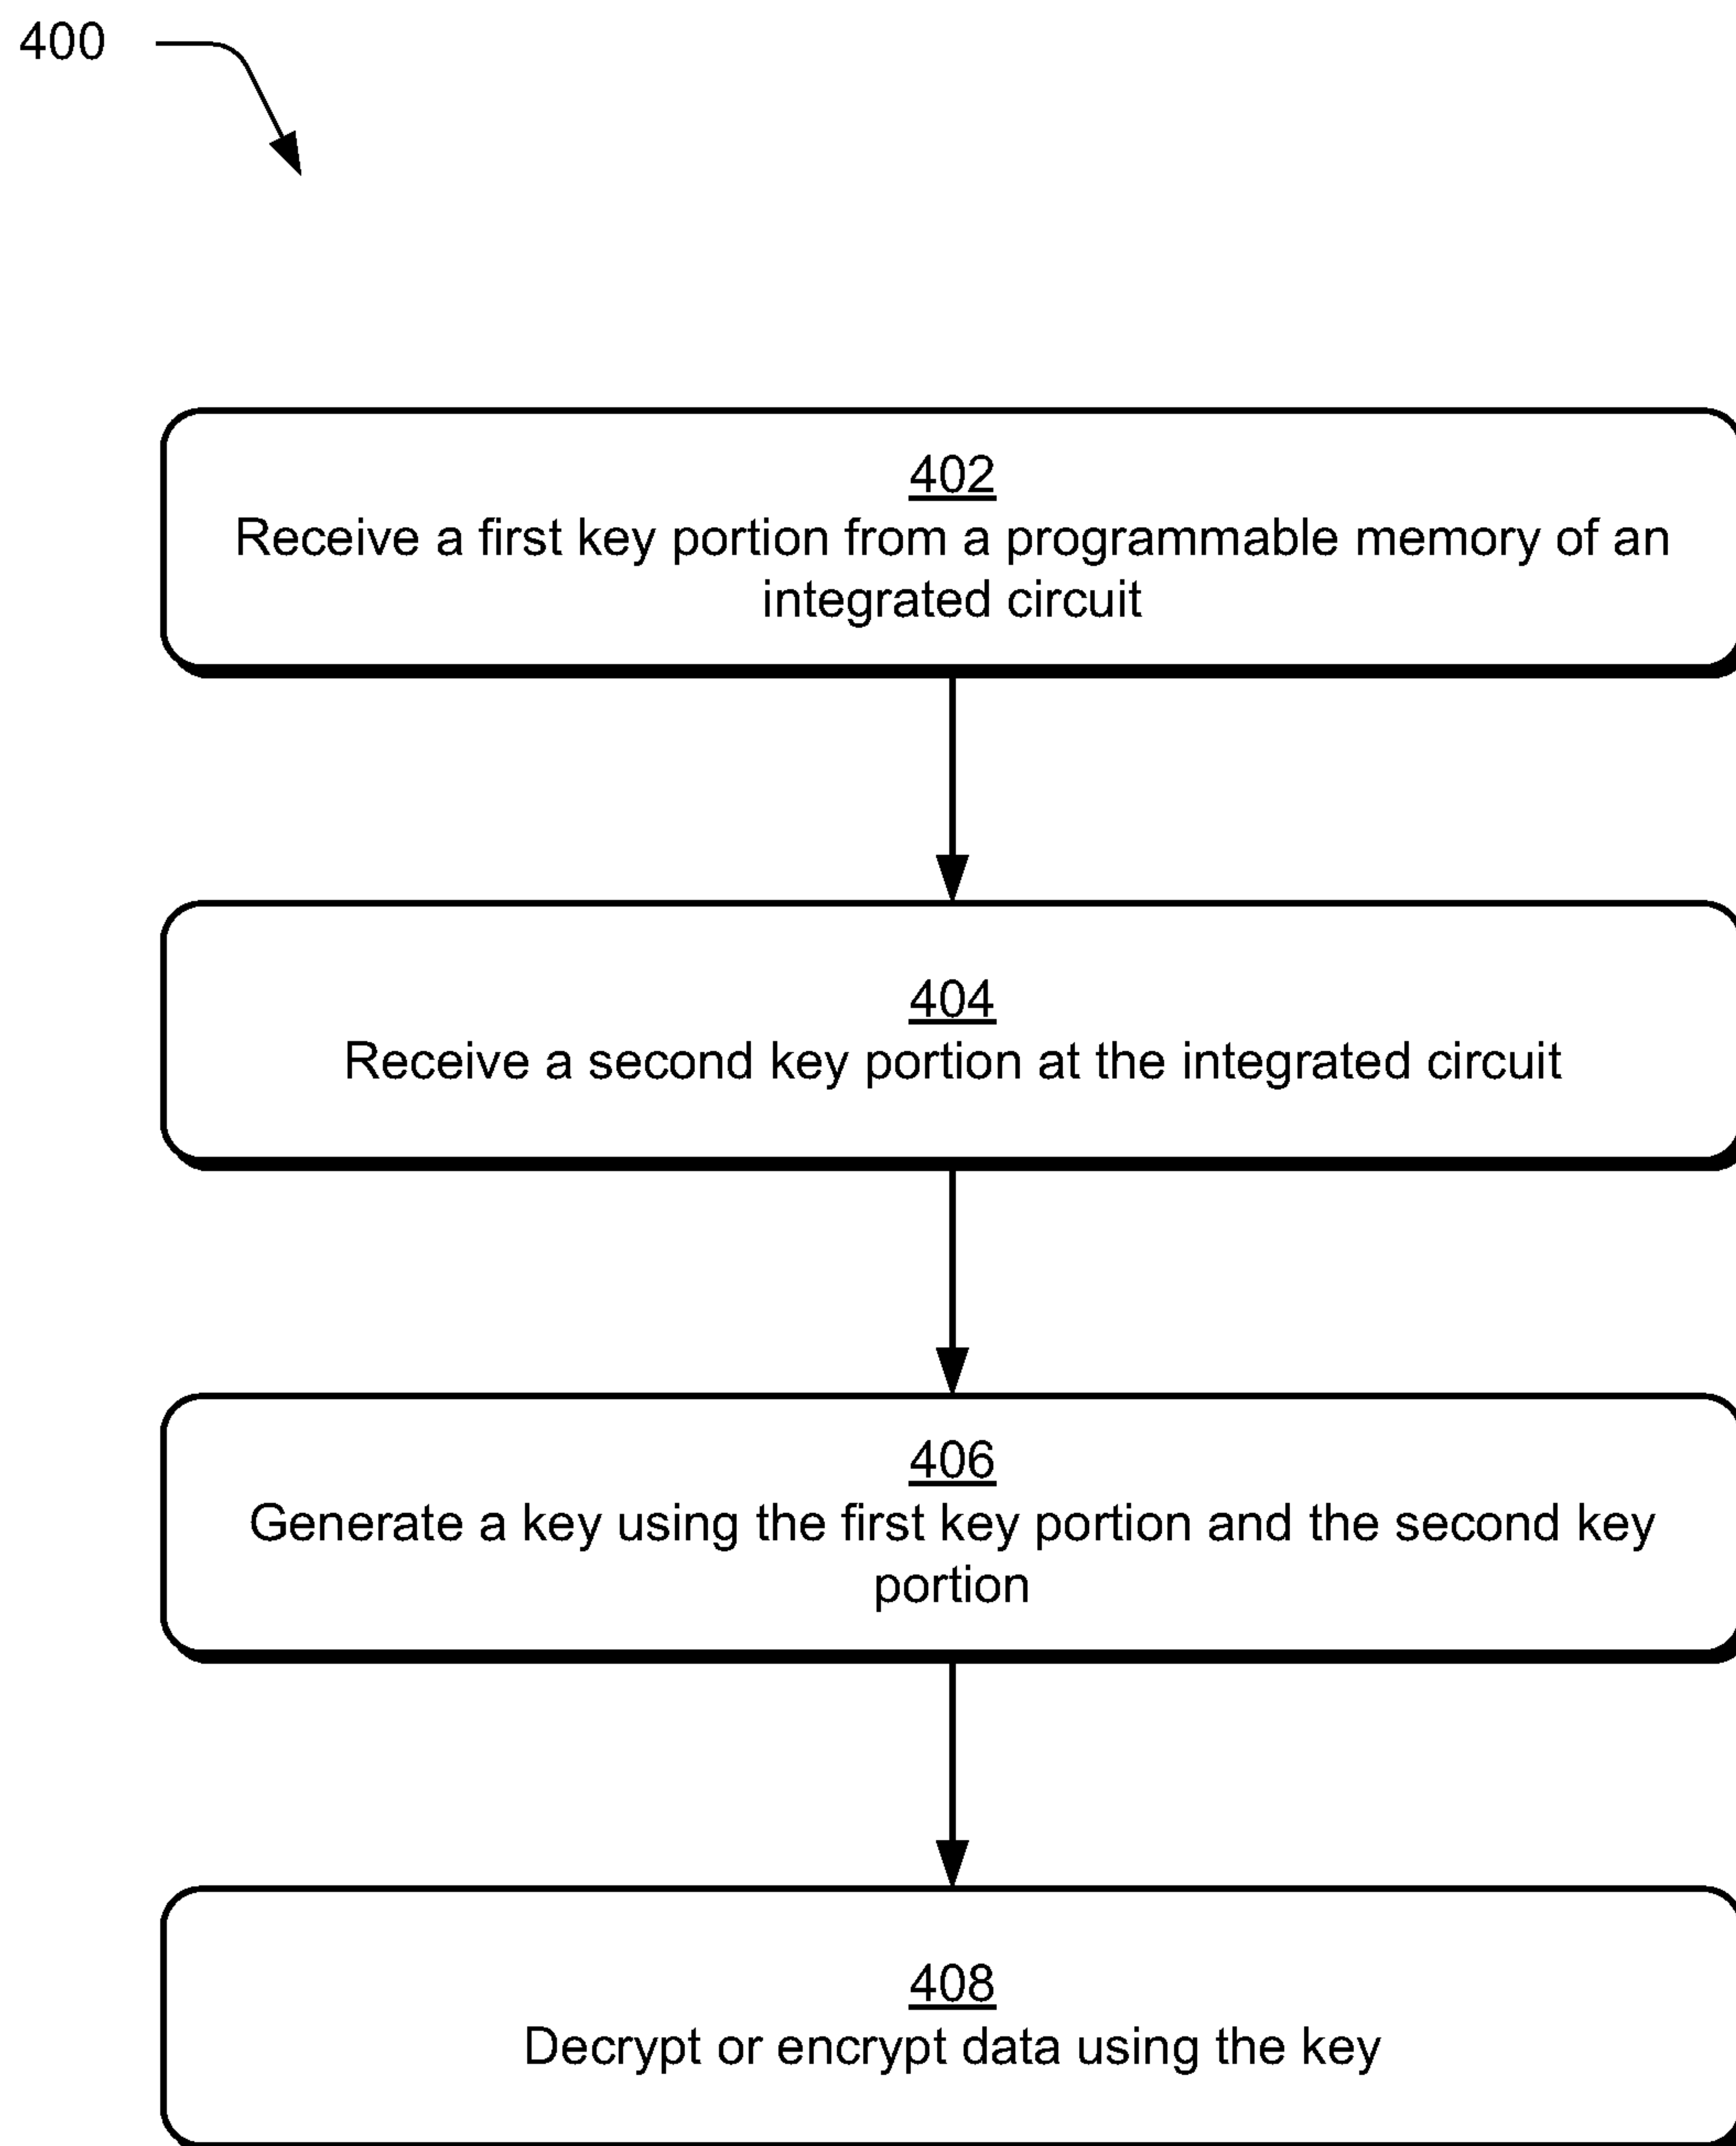 400
402
Receive a first key portion from a programmable memory of an
integrated circuit
404
Receive a second key portion at the integrated circuit
406
Generate a key using the first key portion and the second key
portion
408
Decrypt or encrypt data using the key